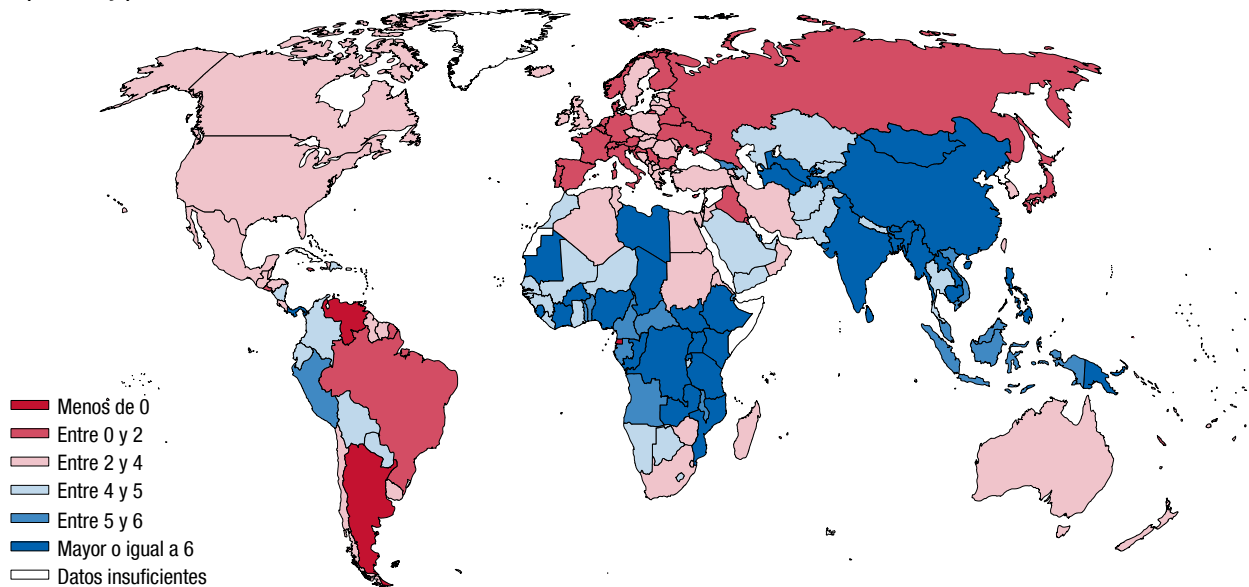 Menos de 0
Entre 0 y 2
Entre 2 y 4
Entre 4 y 5
Entre 5 y 6
Mayor o igual a 6
Datos insuficientes